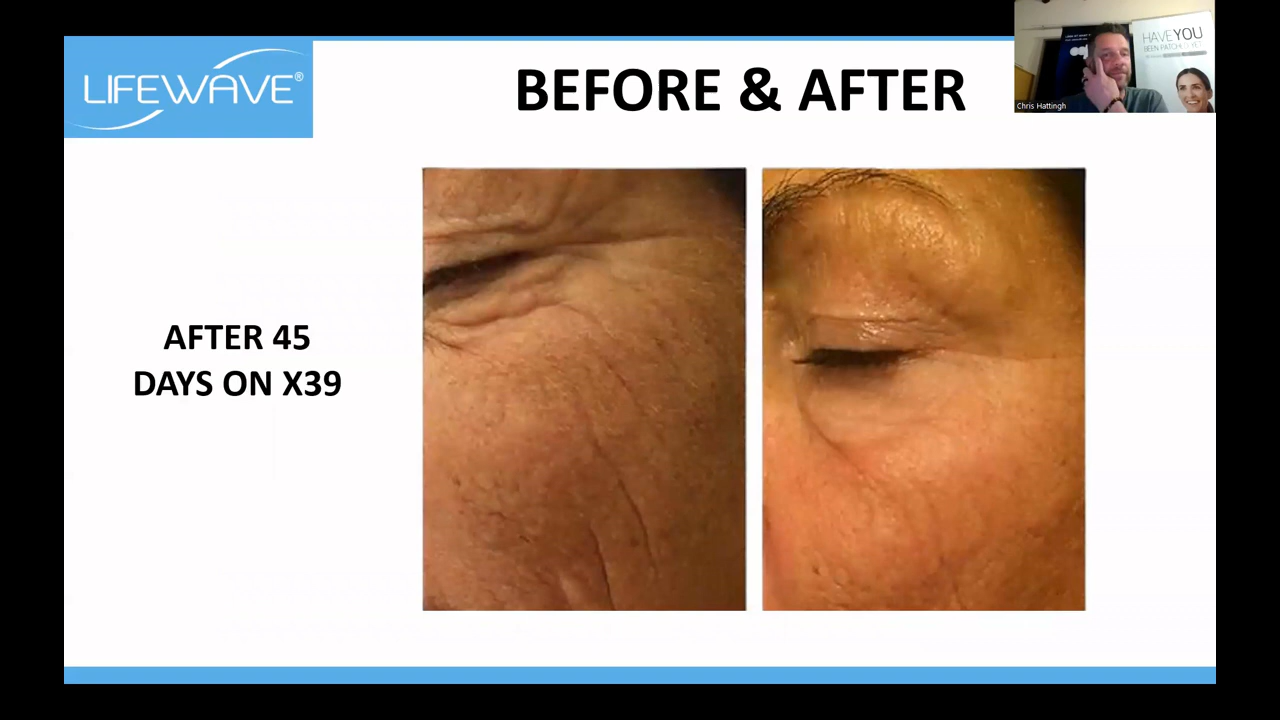 LIFEWAVE®
BEFORE & AFTER
HAVE YOU
BEEN PATCHED YET
Chris Hattingh
AFTER 45
DAYS ON X39